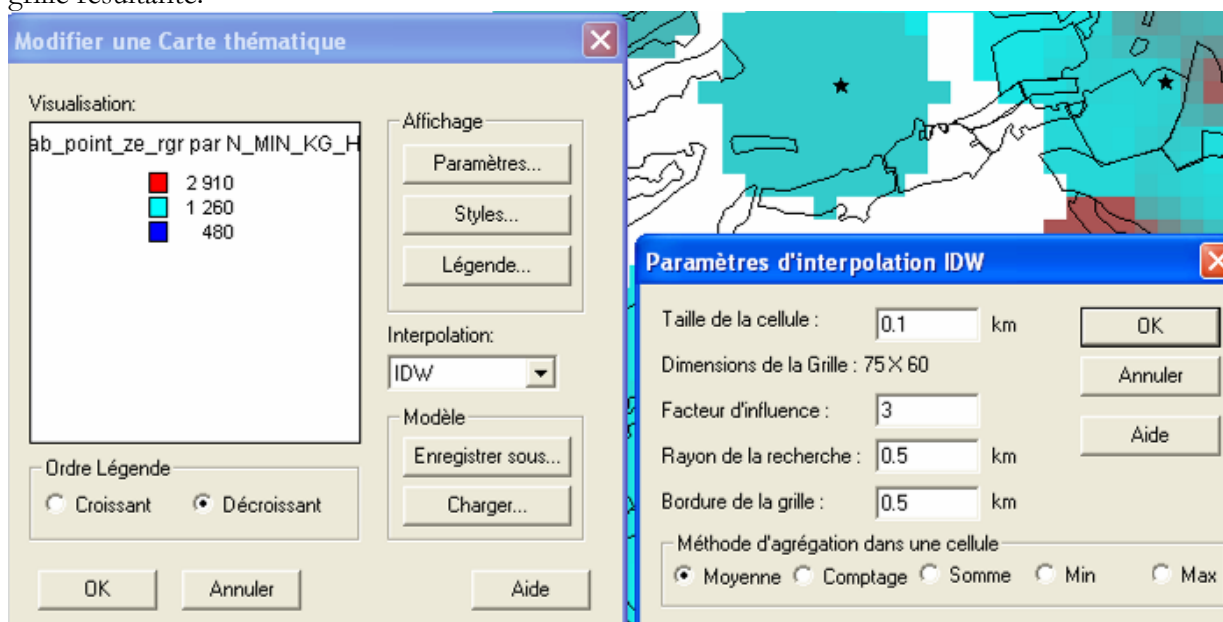 grille résultante.
Modifier une Carte thématique
Visualisation:
ab_point_ze_rgr par N_MIN_KG_H
2 910
1 260
480
Ordre Légende
Croissant
Décroissant
OK
Annuler
Aide
Affichage
Paramètres...
Styles...
Légende...
Interpolation:
IDW
Modèle
Enregistrer sous...
Charger...
Paramètres d'interpolation IDW
Taille de la cellule : 0.1 km
Dimensions de la Grille : 75 X 60
Facteur d'influence : 3
Rayon de la recherche : 0.5 km
Bordure de la grille : 0.5 km
OK
Annuler
Aide
Méthode d'agrégation dans une cellule
Moyenne Comptage Somme Min Max